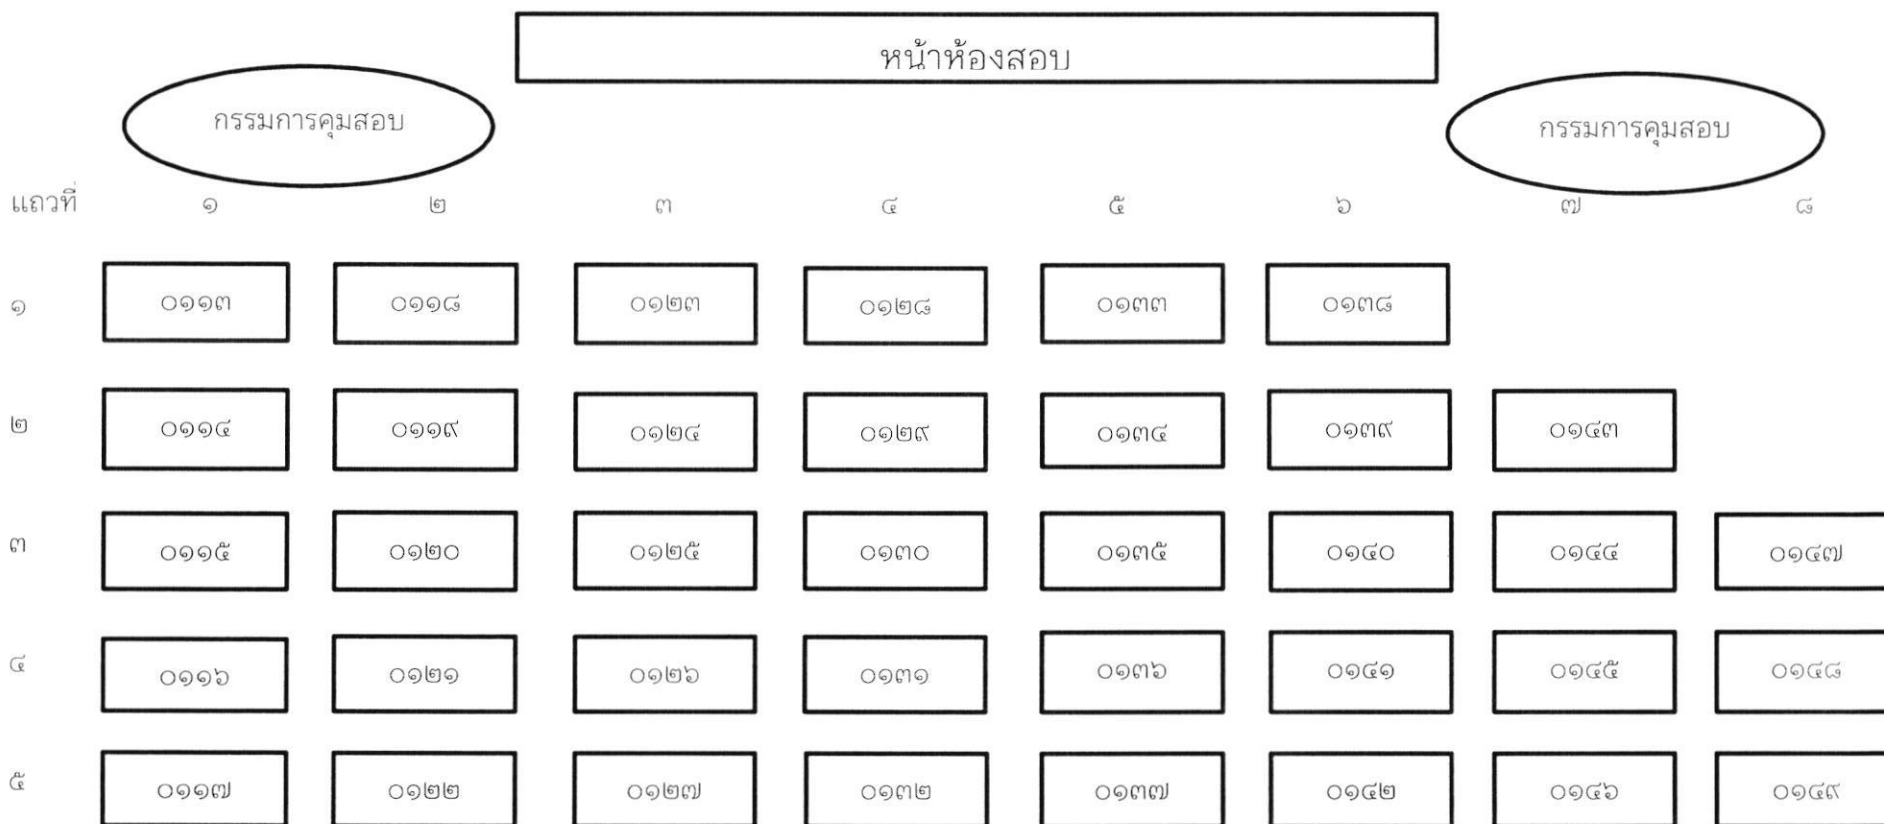 หน้าห้องสอบ
กรรมการคุมสอบ กรรมการคุมสอบ
แถวที่ ๑ ๒ ๓ ๔ ๕ ๖ ๗ ๘
๑ ๐๑๑๓ ๐๑๑๘ ๐๑๒๓ ๐๑๒๘ ๐๑๓๓ ๐๑๓๘
๒ ๐๑๑๔ ๐๑๑๙ ๐๑๒๔ ๐๑๒๙ ๐๑๓๔ ๐๑๓๙ ๐๑๔๓
๓ ๐๑๑๕ ๐๑๒๐ ๐๑๒๕ ๐๑๓๐ ๐๑๓๕ ๐๑๔๐ ๐๑๔๔ ๐๑๔๗
๔ ๐๑๑๖ ๐๑๒๑ ๐๑๒๖ ๐๑๓๑ ๐๑๓๖ ๐๑๔๑ ๐๑๔๕ ๐๑๔๘
๕ ๐๑๑๗ ๐๑๒๒ ๐๑๒๗ ๐๑๓๒ ๐๑๓๗ ๐๑๔๒ ๐๑๔๖ ๐๑๔๙